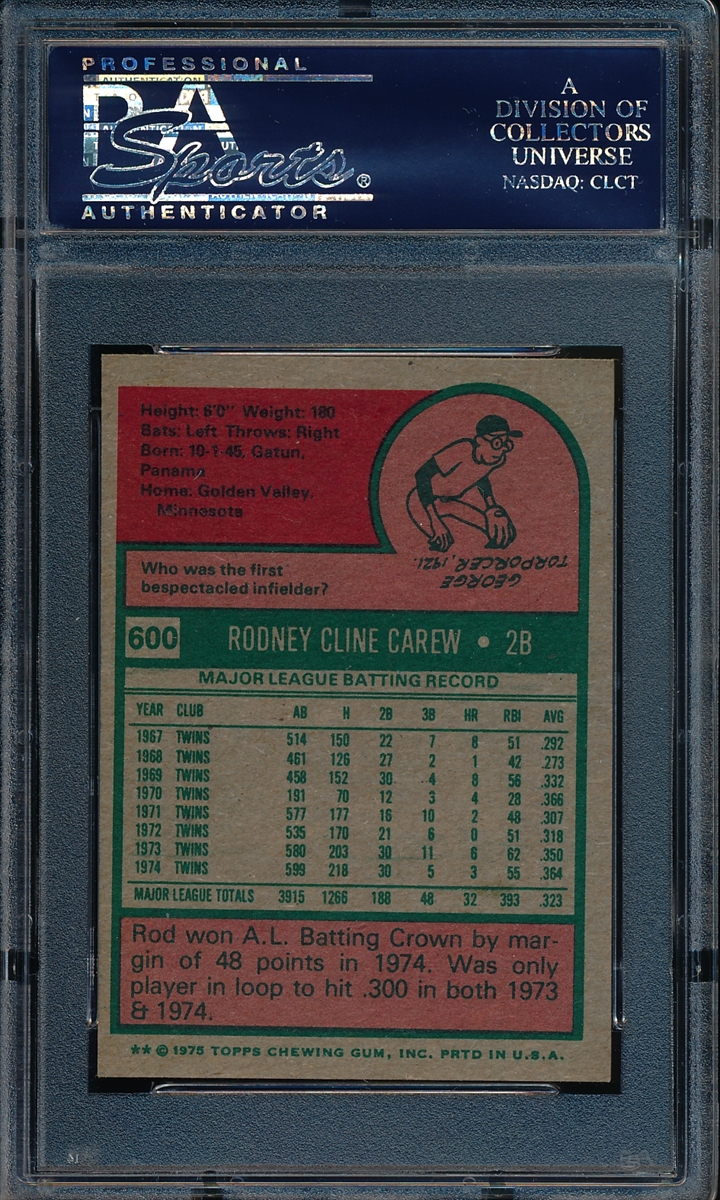 PROFESSIONAL
PSA
Sports®
AUTHENTICATOR
A
DIVISION OF
COLLECTORS
UNIVERSE
NASDAQ: CLCT
Height: 6'0" Weight: 180
Bats: Left Throws: Right
Born: 10-1-45, Gatun,
Panama
Home: Golden Valley,
Minnesota
Who was the first
bespectacled infielder?
GEORGE
TORPORCER, 1921.
600 RODNEY CLINE CAREW • 2B
MAJOR LEAGUE BATTING RECORD
YEAR CLUB AB H 2B 3B HR RBI AVG
1967 TWINS 514 150 22 7 8 51 .292
1968 TWINS 461 126 27 2 1 42 .273
1969 TWINS 458 152 30 4 8 56 .332
1970 TWINS 191 70 12 3 4 28 .366
1971 TWINS 577 177 16 10 2 48 .307
1972 TWINS 535 170 21 6 0 51 .318
1973 TWINS 580 203 30 11 6 62 .350
1974 TWINS 599 218 30 5 3 55 .364
MAJOR LEAGUE TOTALS 3915 1266 188 48 32 393 .323
Rod won A.L. Batting Crown by mar-
gin of 48 points in 1974. Was only
player in loop to hit .300 in both 1973
& 1974.
** © 1975 TOPPS CHEWING GUM, INC. PRTD IN U.S.A.